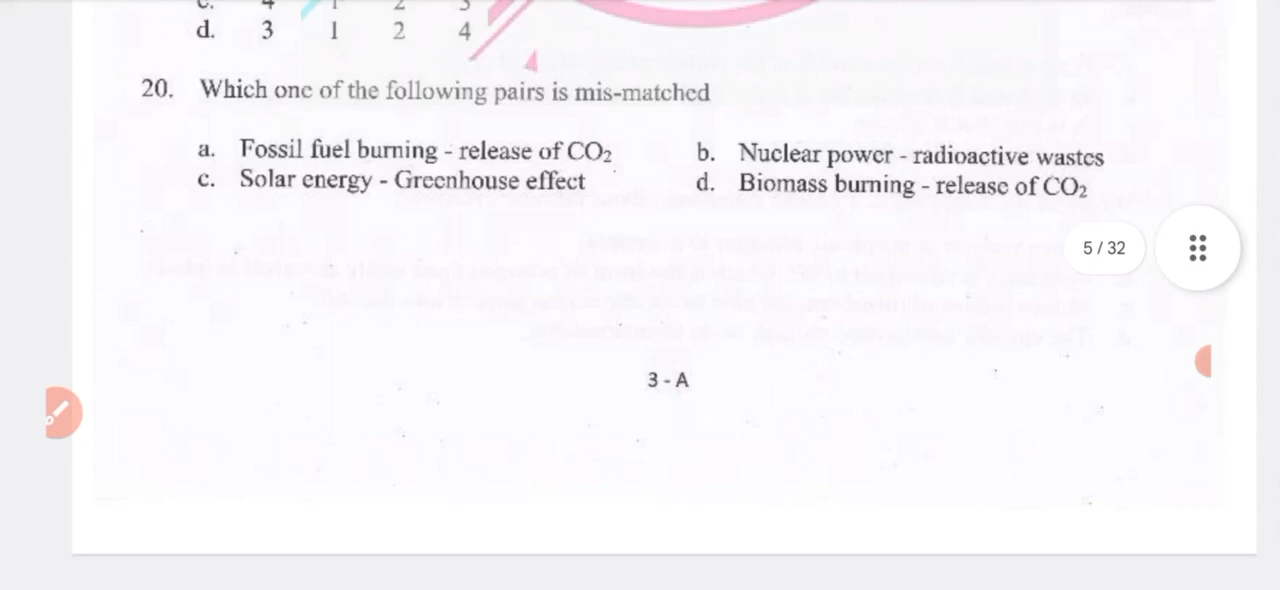 d. 3 1 2 4
20. Which one of the following pairs is mis-matched
a. Fossil fuel burning - release of CO₂ b. Nuclear power - radioactive wastes
c. Solar energy - Greenhouse effect d. Biomass burning - release of CO₂
5 / 32
3 - A